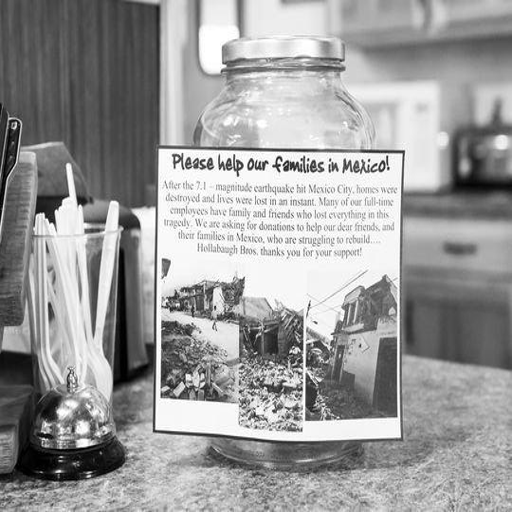 Please help our families in Mexico!
After the 7.1 – magnitude earthquake hit Mexico City, homes were
destroyed and lives were lost in an instant. Many of our full-time
employees have family and friends who lost everything in this
tragedy. We are asking for donations to help our dear friends, and
their families in Mexico, who are struggling to rebuild….
Hollabaugh Bros. thanks you for your support!